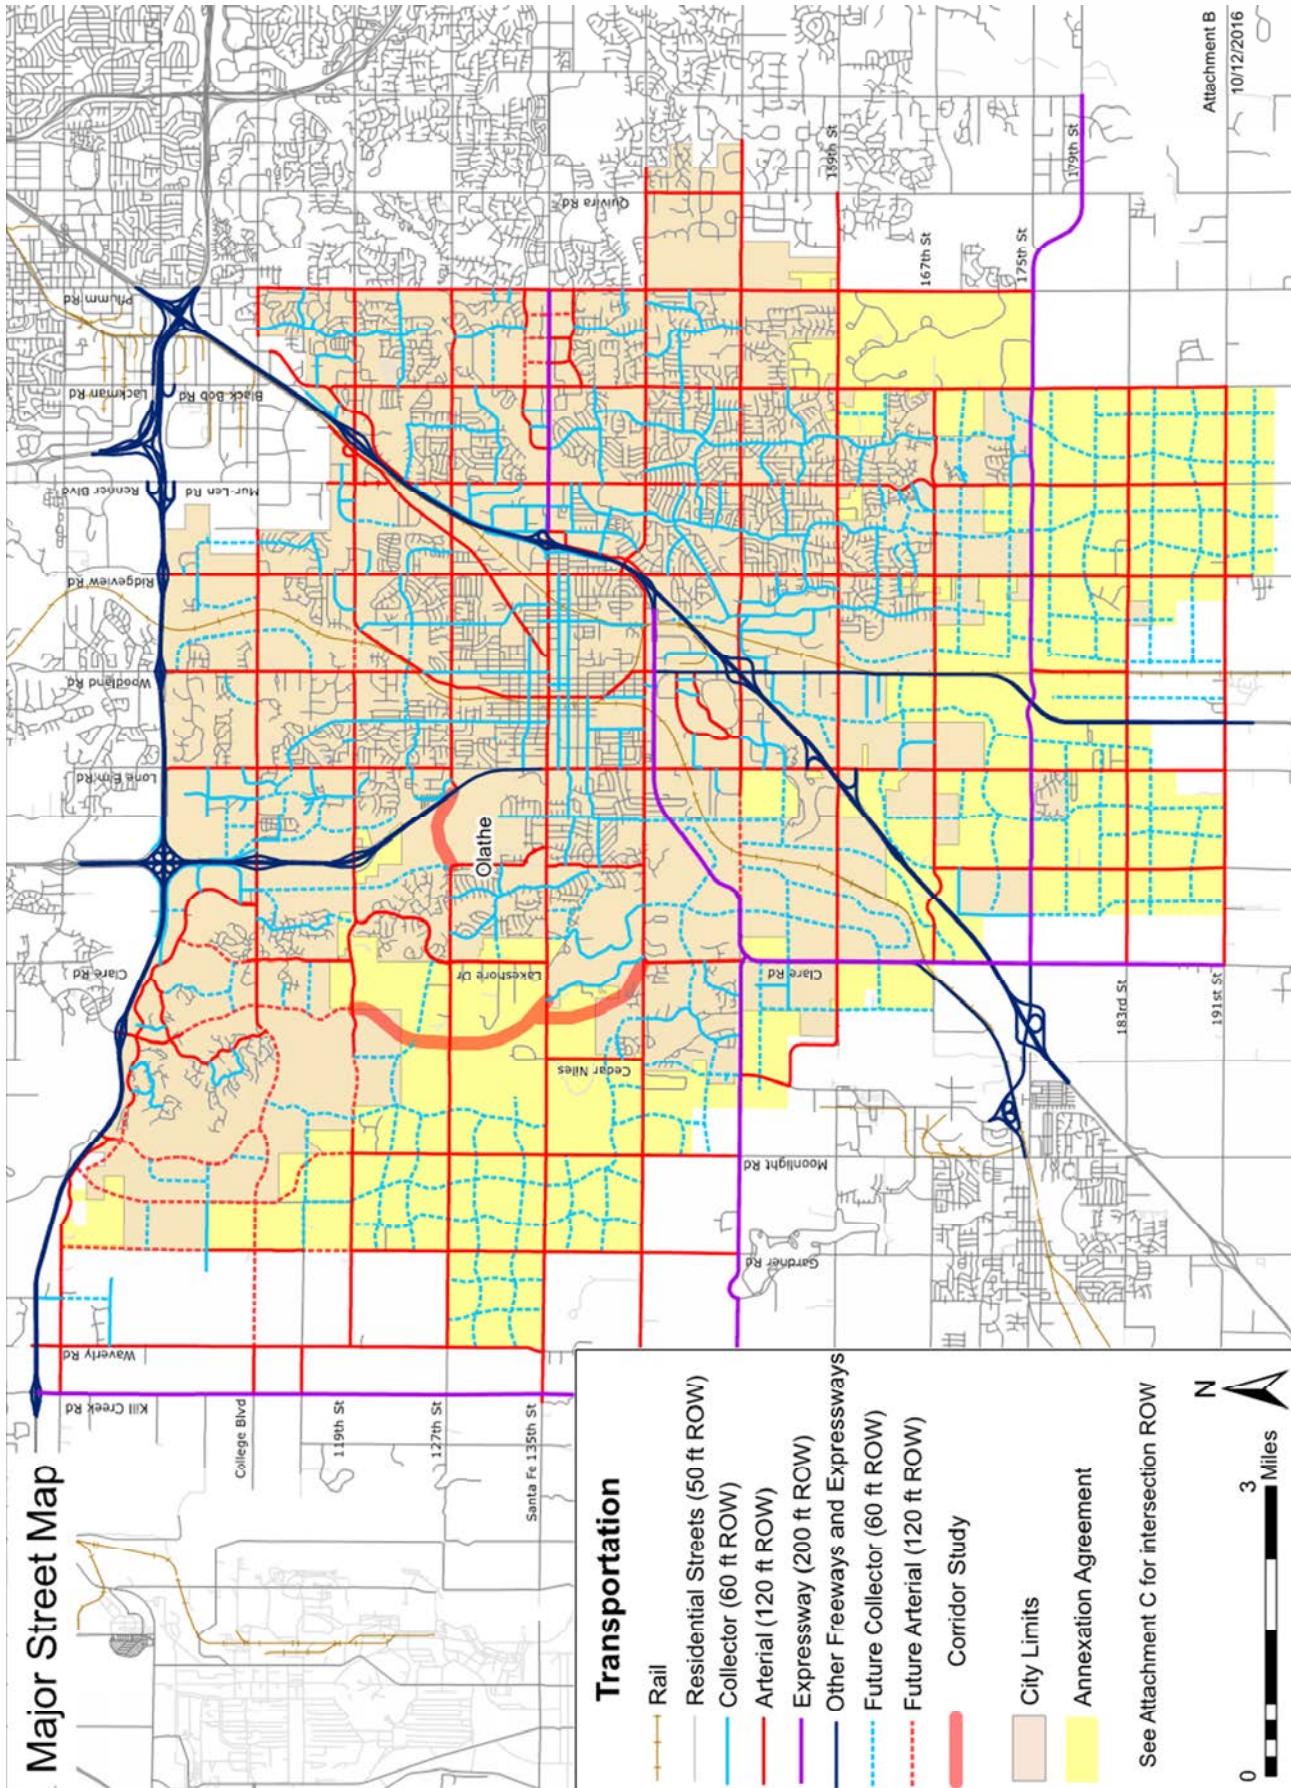 Major Street Map
Kill Creek Rd
Waverly Rd
Gardner Rd
Moonlight Rd
Cedar Niles
Clare Rd
Clare Rd
Lakeshore Dr
Lone Elm Rd
Woodland Rd
Ridgeview Rd
Renner Blvd
Mur-Len Rd
Lackman Rd
Black Bob Rd
Pflumm Rd
Quivira Rd
College Blvd
119th St
127th St
Santa Fe 135th St
Olathe
159th St
167th St
175th St
179th St
183rd St
191st St
Transportation
Rail
Residential Streets (50 ft ROW)
Collector (60 ft ROW)
Arterial (120 ft ROW)
Expressway (200 ft ROW)
Other Freeways and Expressways
Future Collector (60 ft ROW)
Future Arterial (120 ft ROW)
Corridor Study
City Limits
Annexation Agreement
See Attachment C for intersection ROW
0
3
Miles
N
Attachment B
10/12/2016